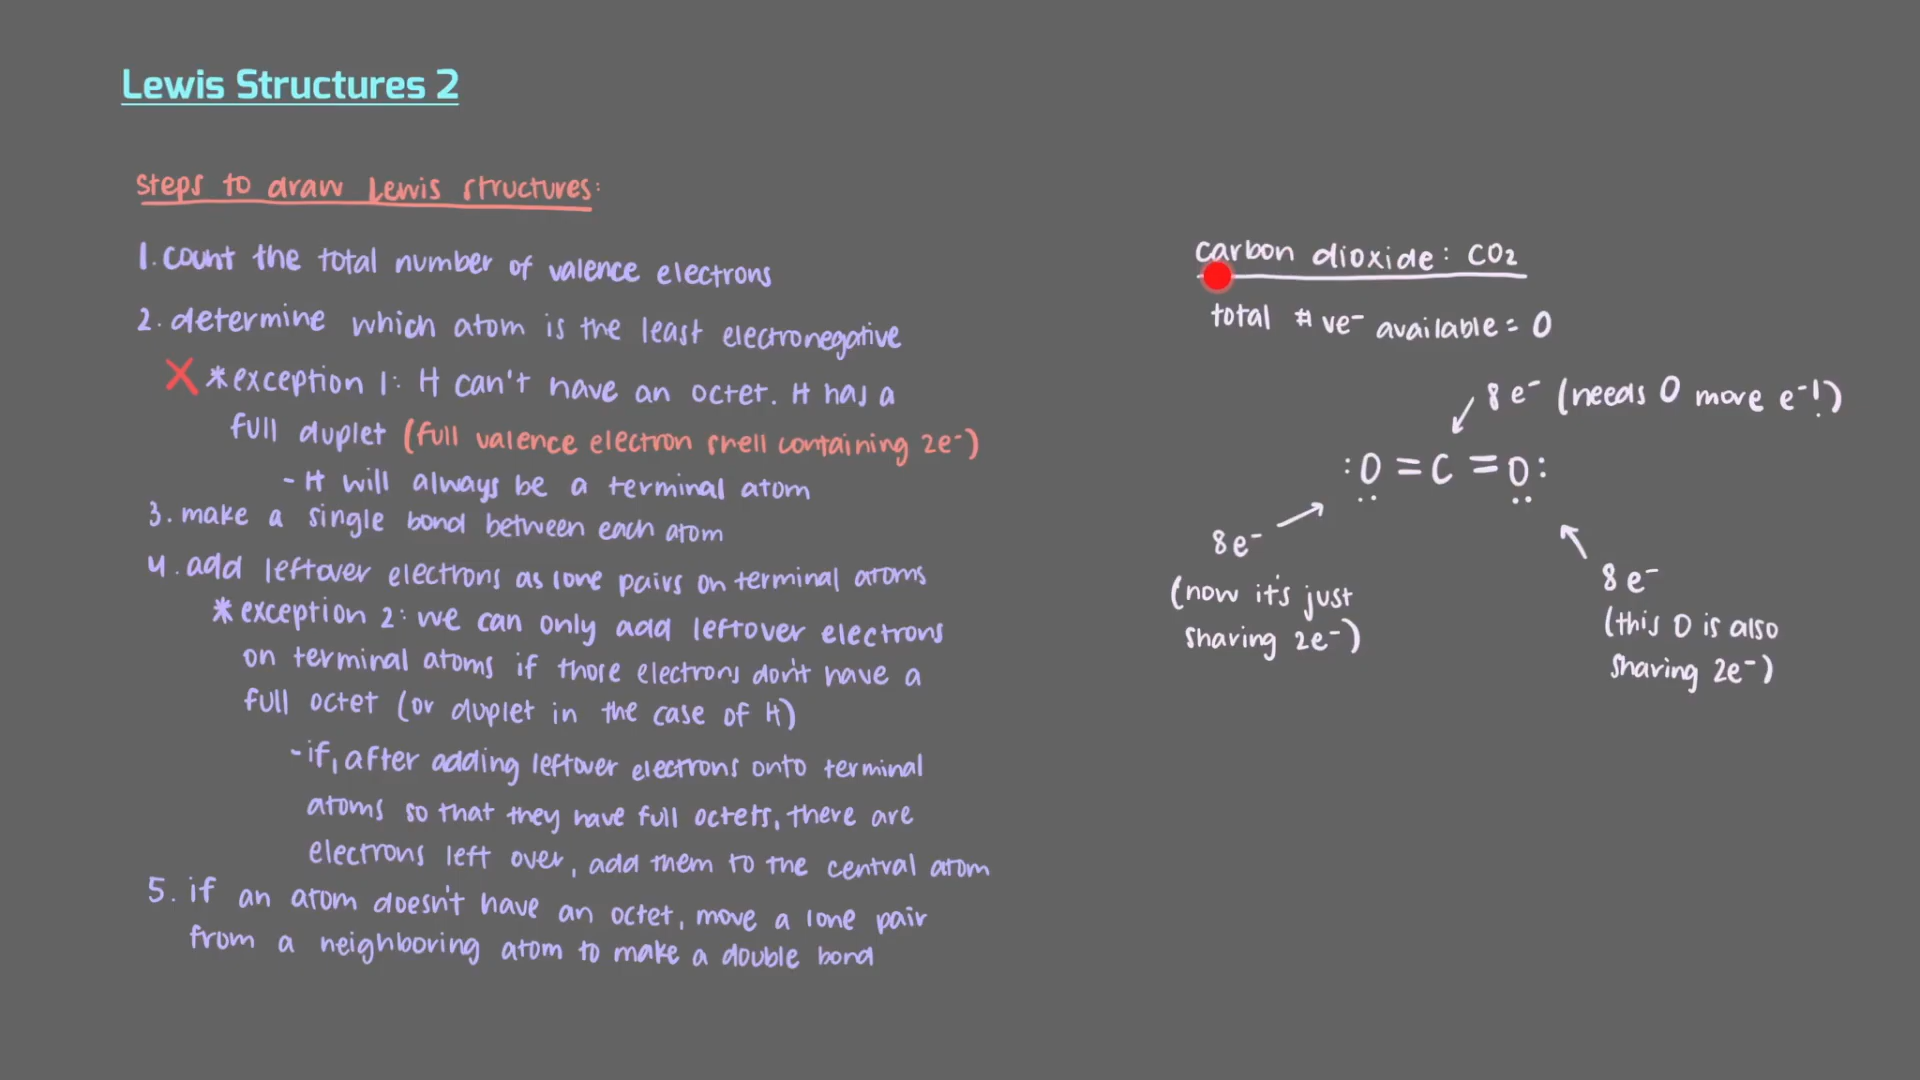 Lewis Structures 2
steps to draw Lewis structures:
1. count the total number of valence electrons
2. determine which atom is the least electronegative
X *exception 1: H can't have an octet. H has a
full duplet (full valence electron shell containing 2e⁻)
- H will always be a terminal atom
3. make a single bond between each atom
4. add leftover electrons as lone pairs on terminal atoms
*exception 2: we can only add leftover electrons
on terminal atoms if those electrons don't have a
full octet (or duplet in the case of H)
- if, after adding leftover electrons onto terminal
atoms so that they have full octets, there are
electrons left over, add them to the central atom
5. if an atom doesn't have an octet, move a lone pair
from a neighboring atom to make a double bond
carbon dioxide: CO₂
total # ve⁻ available = 0
8 e⁻ (needs 0 more e⁻!)
:O = C = O:
8e⁻
(now it's just
sharing 2e⁻)
8 e⁻
(this O is also
sharing 2e⁻)